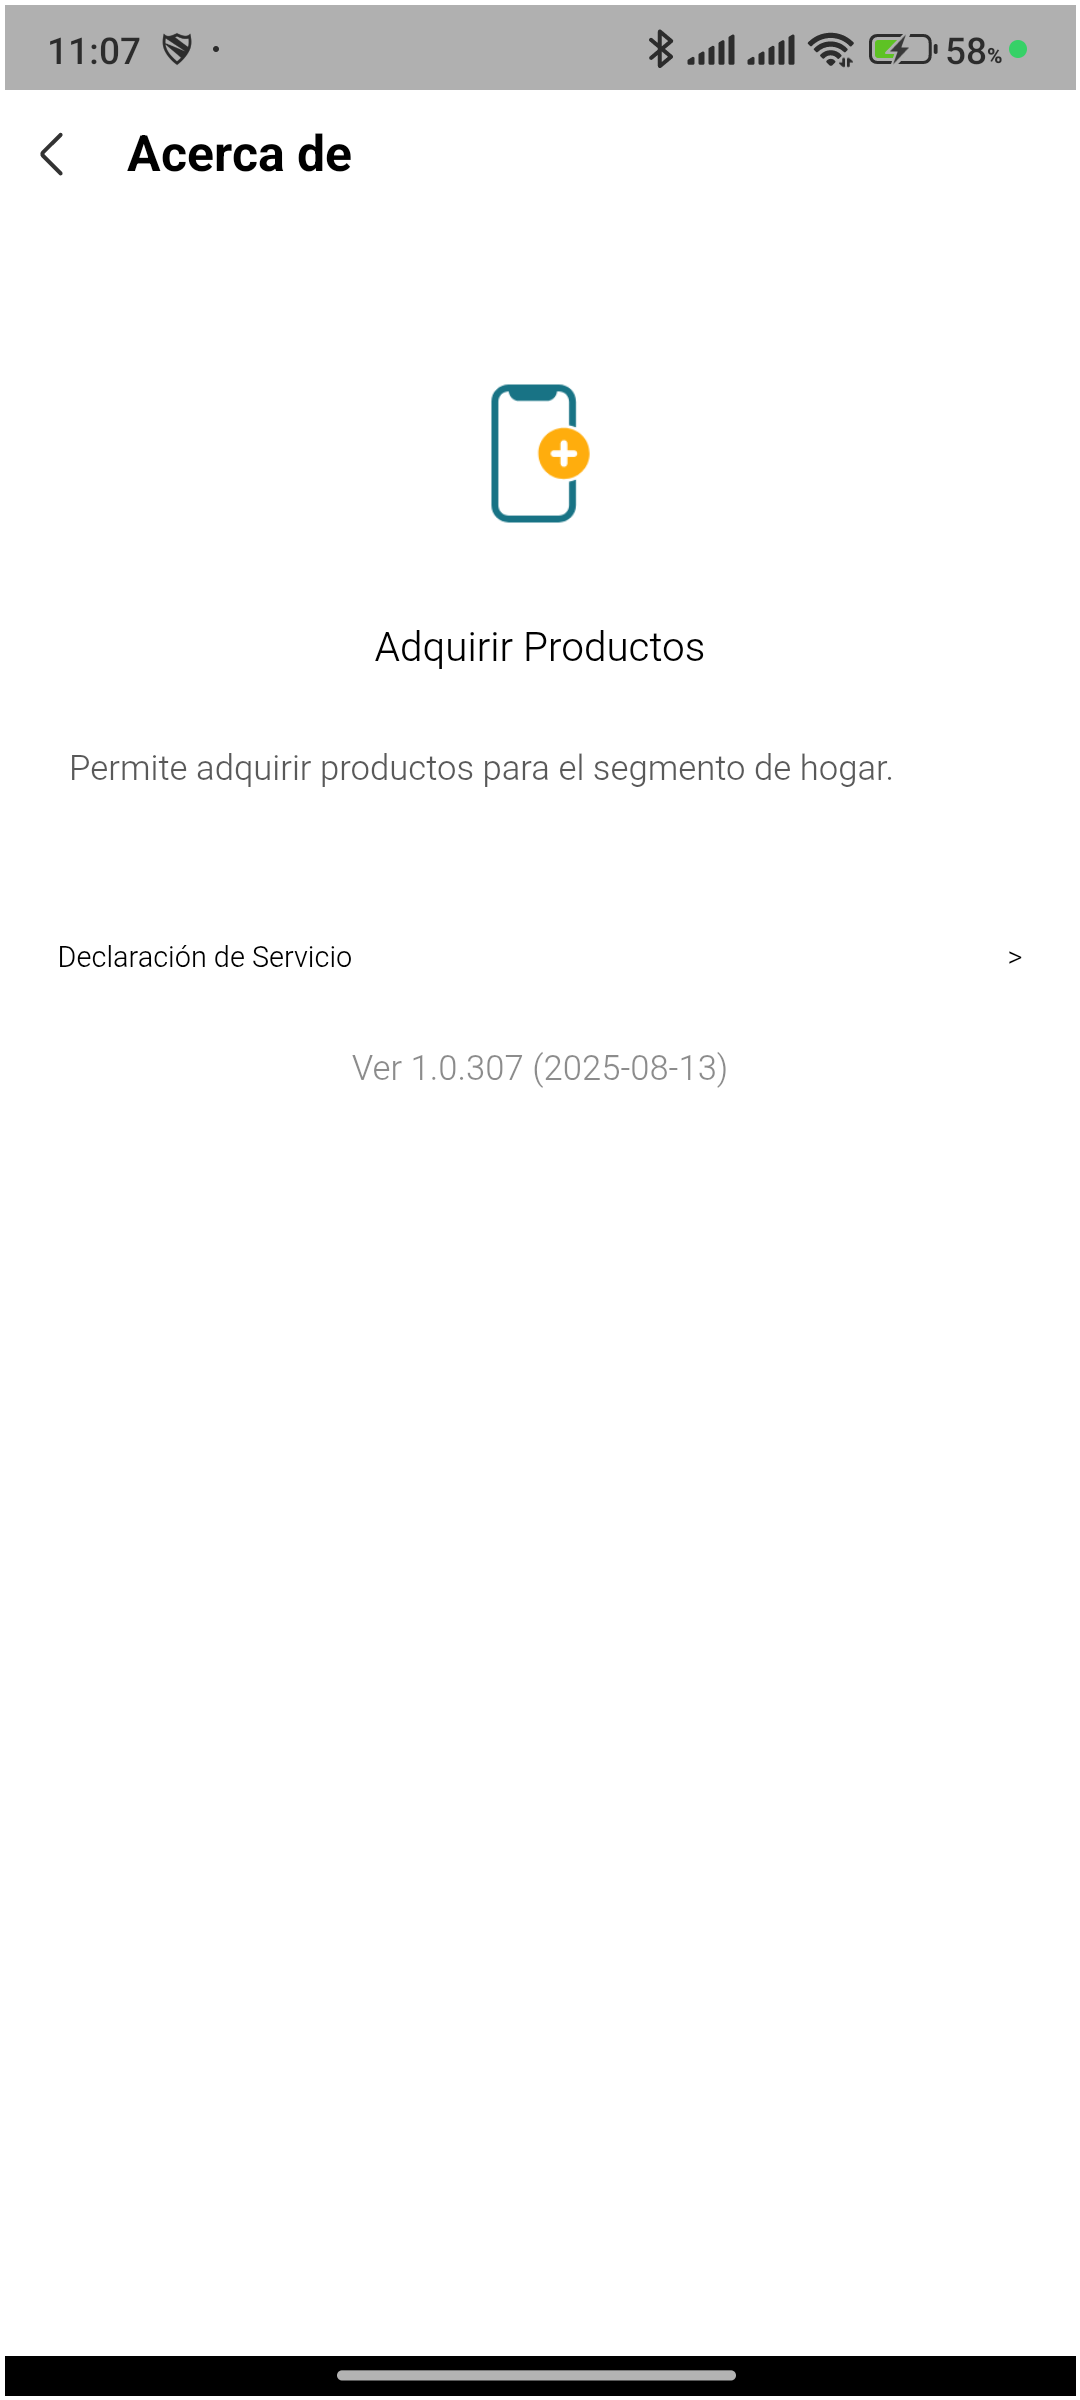 11:07
58%
Acerca de
Adquirir Productos
Permite adquirir productos para el segmento de hogar.
Declaración de Servicio >
Ver 1.0.307 (2025-08-13)